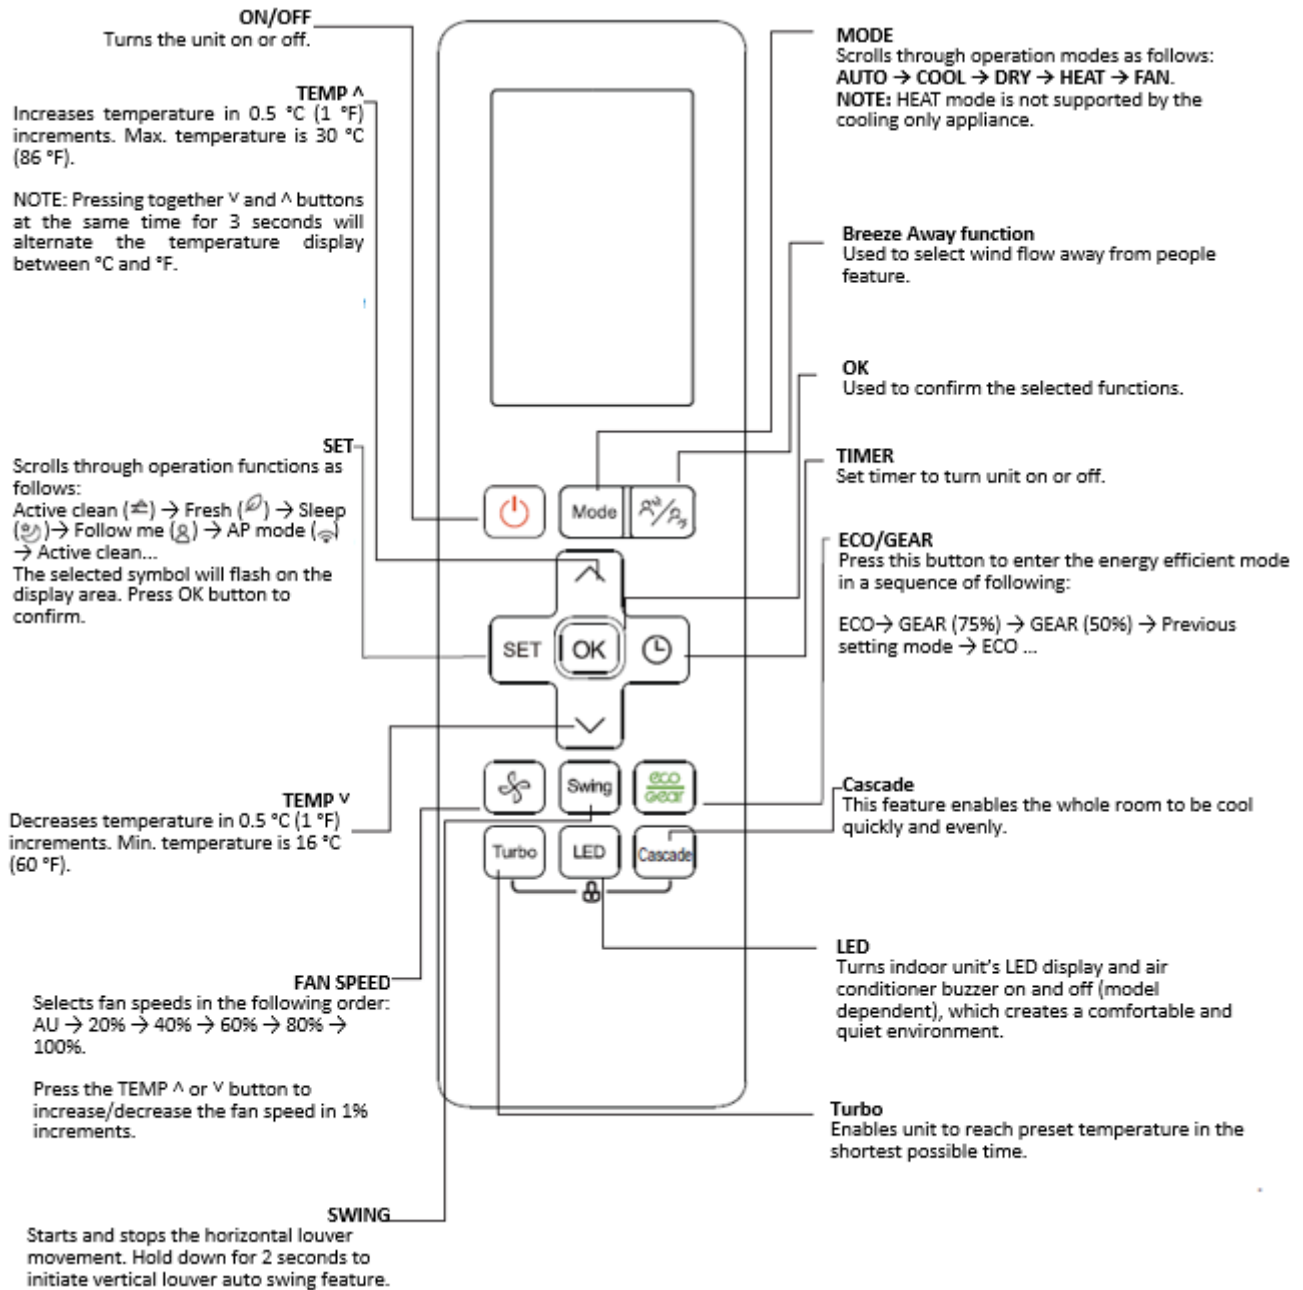 ON/OFF
Turns the unit on or off.
TEMP ^
Increases temperature in 0.5 °C (1 °F)
increments. Max. temperature is 30 °C
(86 °F).
NOTE: Pressing together ˅ and ^ buttons
at the same time for 3 seconds will
alternate the temperature display
between °C and °F.
SET
Scrolls through operation functions as
follows:
Active clean () → Fresh () → Sleep
() → Follow me () → AP mode ()
→ Active clean...
The selected symbol will flash on the
display area. Press OK button to
confirm.
TEMP ˅
Decreases temperature in 0.5 °C (1 °F)
increments. Min. temperature is 16 °C
(60 °F).
FAN SPEED
Selects fan speeds in the following order:
AU → 20% → 40% → 60% → 80% →
100%.
Press the TEMP ^ or ˅ button to
increase/decrease the fan speed in 1%
increments.
SWING
Starts and stops the horizontal louver
movement. Hold down for 2 seconds to
initiate vertical louver auto swing feature.
Mode
SET
OK
Swing
eco
Gear
Turbo
LED
Cascade
MODE
Scrolls through operation modes as follows:
AUTO → COOL → DRY → HEAT → FAN.
NOTE: HEAT mode is not supported by the
cooling only appliance.
Breeze Away function
Used to select wind flow away from people
feature.
OK
Used to confirm the selected functions.
TIMER
Set timer to turn unit on or off.
ECO/GEAR
Press this button to enter the energy efficient mode
in a sequence of following:
ECO→ GEAR (75%) → GEAR (50%) → Previous
setting mode → ECO ...
Cascade
This feature enables the whole room to be cool
quickly and evenly.
LED
Turns indoor unit's LED display and air
conditioner buzzer on and off (model
dependent), which creates a comfortable and
quiet environment.
Turbo
Enables unit to reach preset temperature in the
shortest possible time.